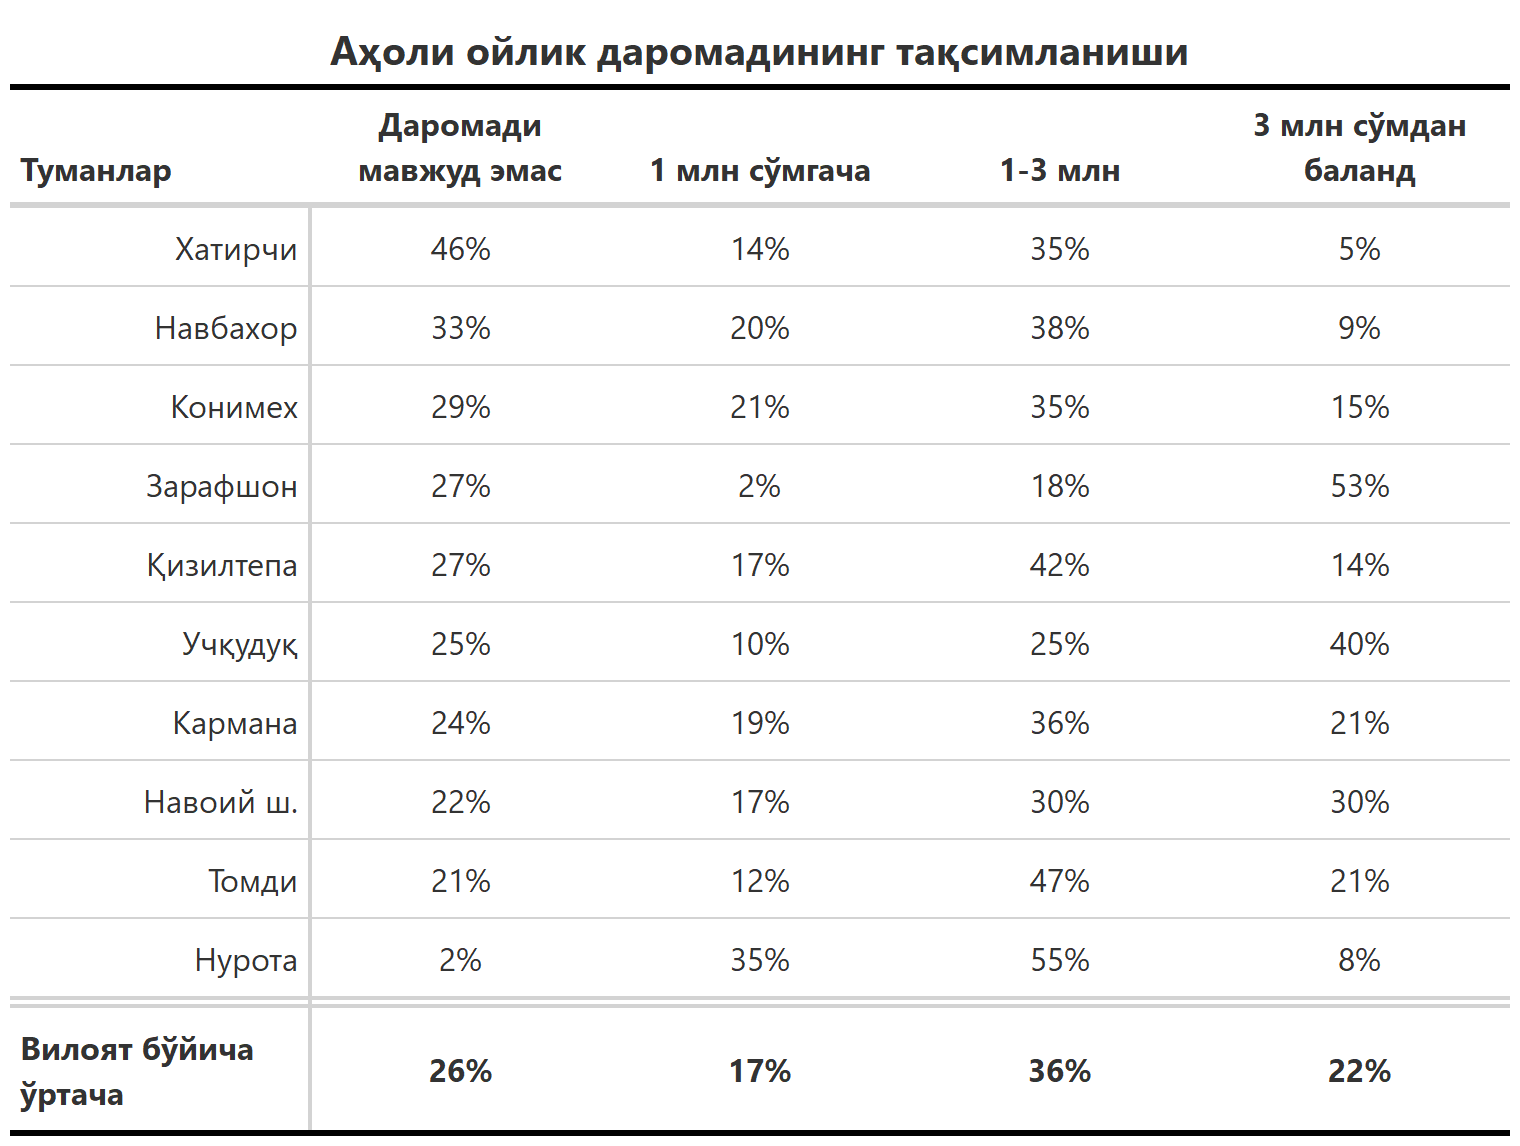 Аҳоли ойлик даромадининг тақсимланиши
Туманлар Даромади мавжуд эмас 1 млн сўмгача 1-3 млн 3 млн сўмдан баланд
Хатирчи 46% 14% 35% 5%
Навбахор 33% 20% 38% 9%
Конимех 29% 21% 35% 15%
Зарафшон 27% 2% 18% 53%
Қизилтепа 27% 17% 42% 14%
Учқудуқ 25% 10% 25% 40%
Кармана 24% 19% 36% 21%
Навоий ш. 22% 17% 30% 30%
Томди 21% 12% 47% 21%
Нурота 2% 35% 55% 8%
Вилоят бўйича ўртача 26% 17% 36% 22%